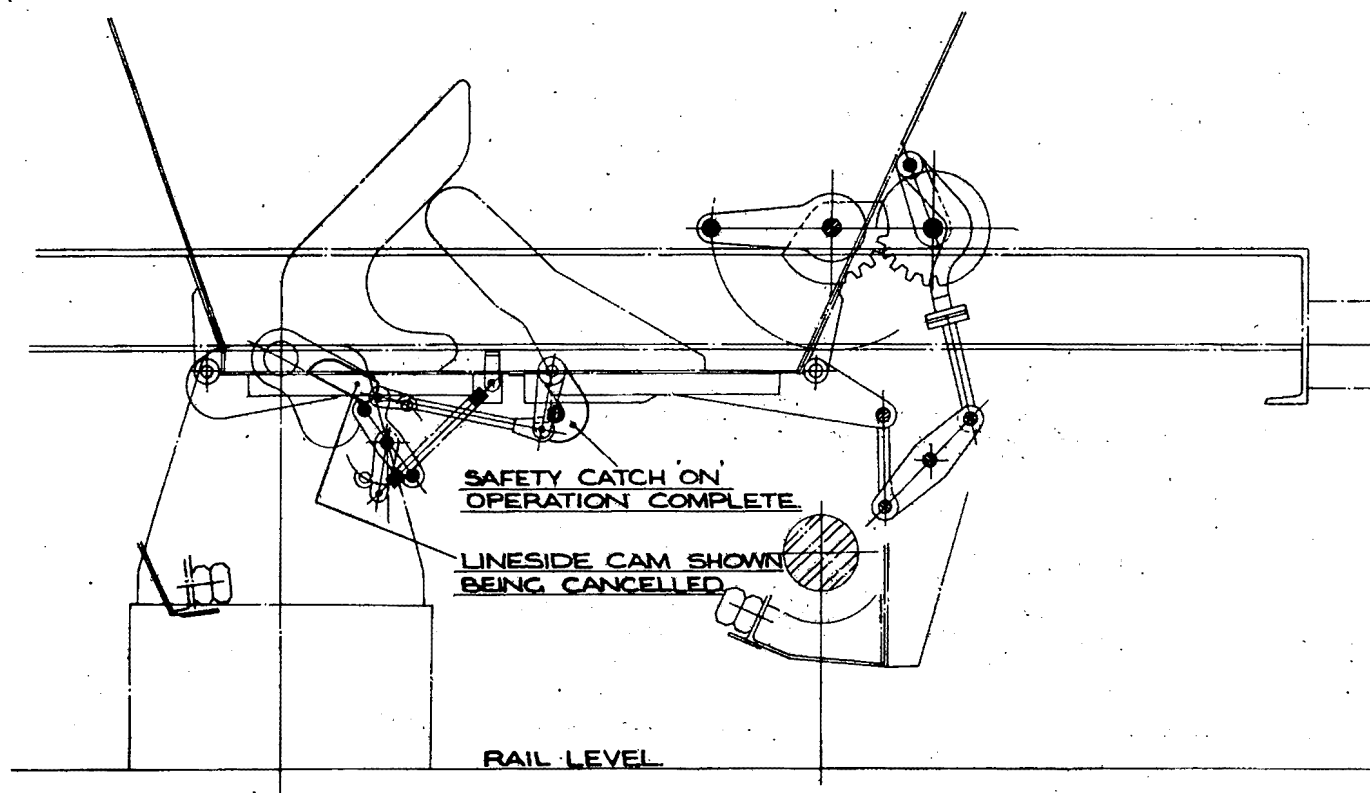 SAFETY CATCH 'ON'
OPERATION COMPLETE.
LINESIDE CAM SHOWN
BEING CANCELLED.
RAIL LEVEL.